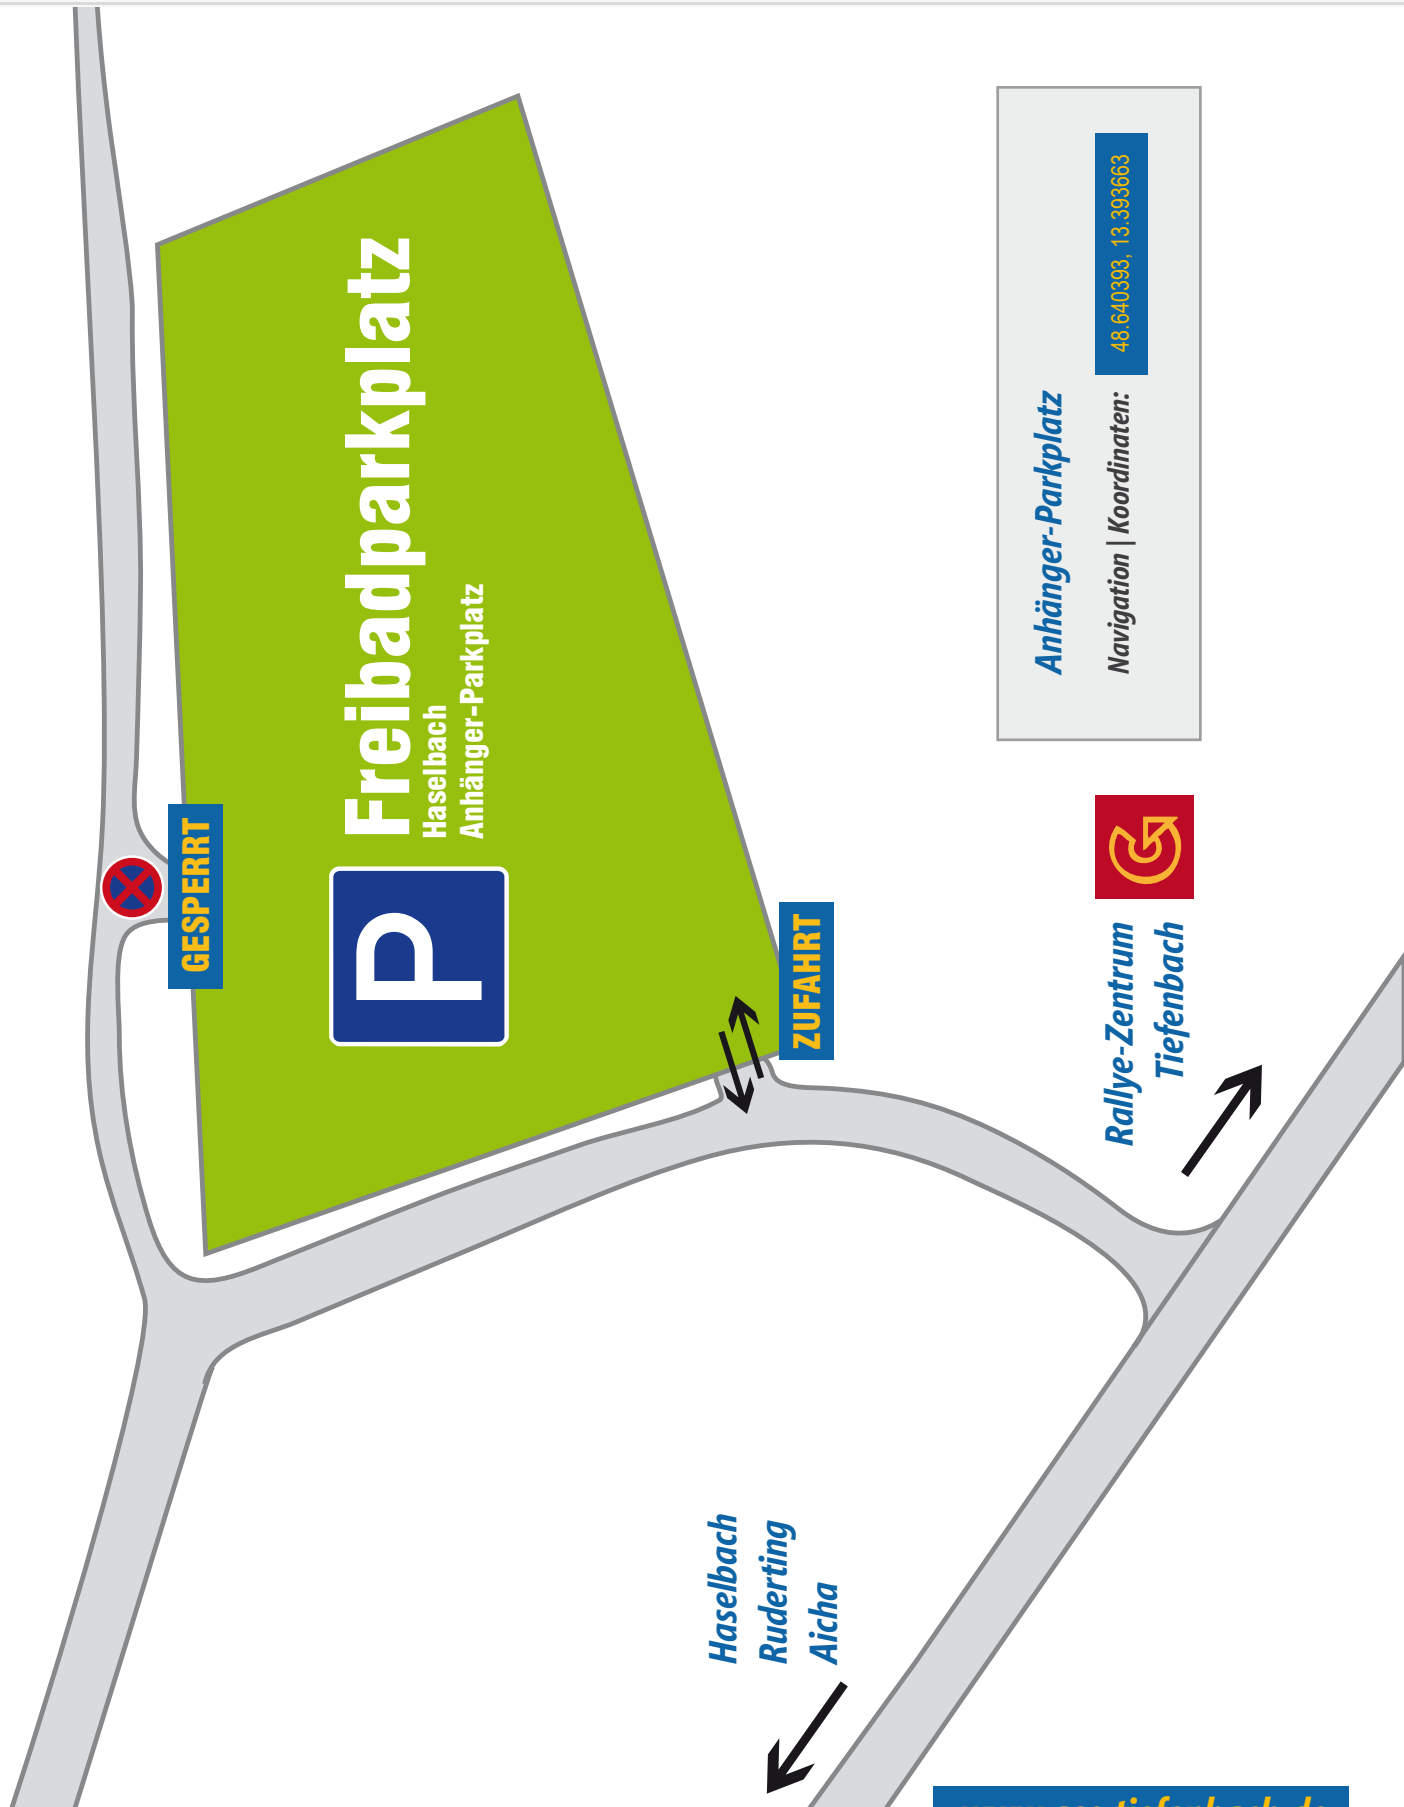 GESPERRT
P
Freibadparkplatz
Haselbach
Anhänger-Parkplatz
ZUFAHRT
Anhänger-Parkplatz
Navigation | Koordinaten: 48.640393, 13.393663
Rallye-Zentrum
Tiefenbach
Haselbach
Ruderting
Aicha